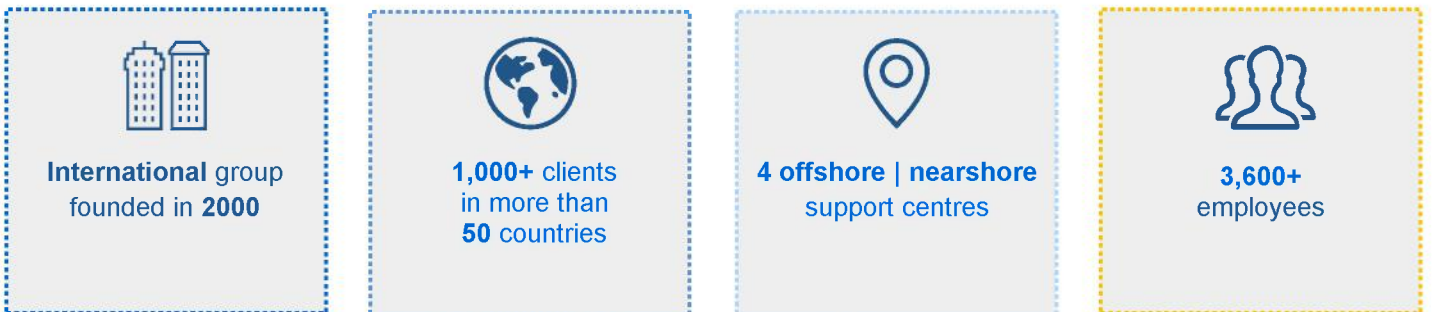 International group
founded in 2000
1,000+ clients
in more than
50 countries
4 offshore | nearshore
support centres
3,600+
employees